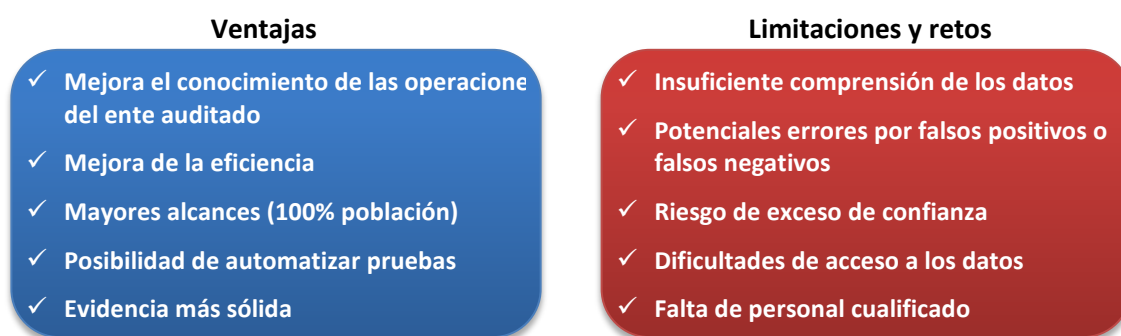 Ventajas
✓ Mejora el conocimiento de las operacione
del ente auditado
✓ Mejora de la eficiencia
✓ Mayores alcances (100% población)
✓ Posibilidad de automatizar pruebas
✓ Evidencia más sólida
Limitaciones y retos
✓ Insuficiente comprensión de los datos
✓ Potenciales errores por falsos positivos o
falsos negativos
✓ Riesgo de exceso de confianza
✓ Dificultades de acceso a los datos
✓ Falta de personal cualificado